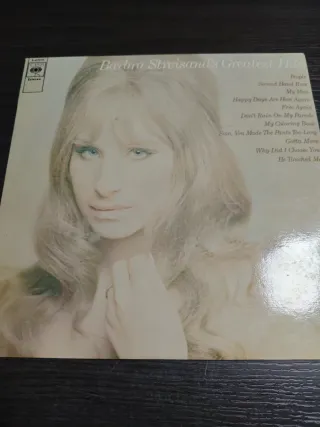 CBS
STEREO
Barbra Streisand's Greatest Hits
People
Second Hand Rose
My Man
Happy Days Are Here Again
Free Again
Don't Rain On My Parade
My Coloring Book
You Made The Pants Too Long
Gotta Move
Why Did I Choose You
He Touched Me